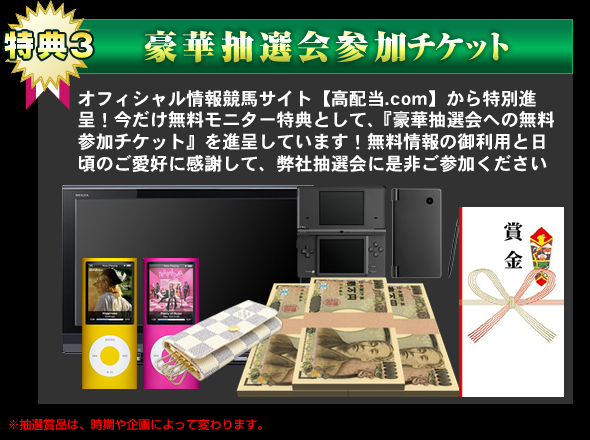 特典3
豪華抽選会参加チケット
オフィシャル情報競馬サイト【高配当.com】から特別進
呈！今だけ無料モニター特典として、『豪華抽選会への無料
参加チケット』を進呈しています！無料情報の御利用と日
頃のご愛好に感謝して、弊社抽選会に是非ご参加ください
賞金
壱万円
MENU
※抽選賞品は、時期や企画によって変わります。